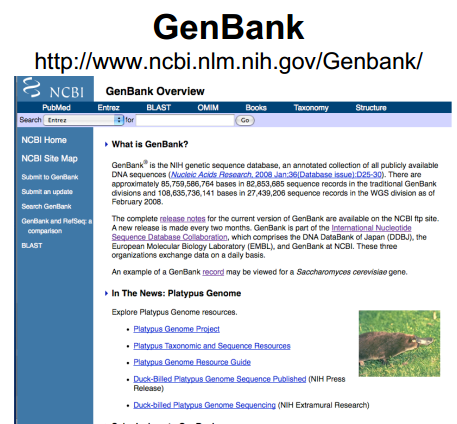 GenBank
http://www.ncbi.nlm.nih.gov/Genbank/
NCBI
GenBank Overview
PubMed Entrez BLAST OMIM Books Taxonomy Structure
Search Entrez for Go
NCBI Home
NCBI Site Map
Submit to GenBank
Submit an update
Search GenBank
GenBank and RefSeq: a
comparison
BLAST
What is GenBank?
GenBank® is the NIH genetic sequence database, an annotated collection of all publicly available
DNA sequences (Nucleic Acids Research, 2008 Jan;36(Database issue):D25-30). There are
approximately 85,759,586,764 bases in 82,853,685 sequence records in the traditional GenBank
divisions and 108,635,736,141 bases in 27,439,206 sequence records in the WGS division as of
February 2008.
The complete release notes for the current version of GenBank are available on the NCBI ftp site.
A new release is made every two months. GenBank is part of the International Nucleotide
Sequence Database Collaboration, which comprises the DNA DataBank of Japan (DDBJ), the
European Molecular Biology Laboratory (EMBL), and GenBank at NCBI. These three
organizations exchange data on a daily basis.
An example of a GenBank record may be viewed for a Saccharomyces cerevisiae gene.
In The News: Platypus Genome
Explore Platypus Genome resources.
• Platypus Genome Project
• Platypus Taxonomic and Sequence Resources
• Platypus Genome Resource Guide
• Duck-Billed Platypus Genome Sequence Published (NIH Press
Release)
• Duck-billed Platypus Genome Sequencing (NIH Extramural Research)